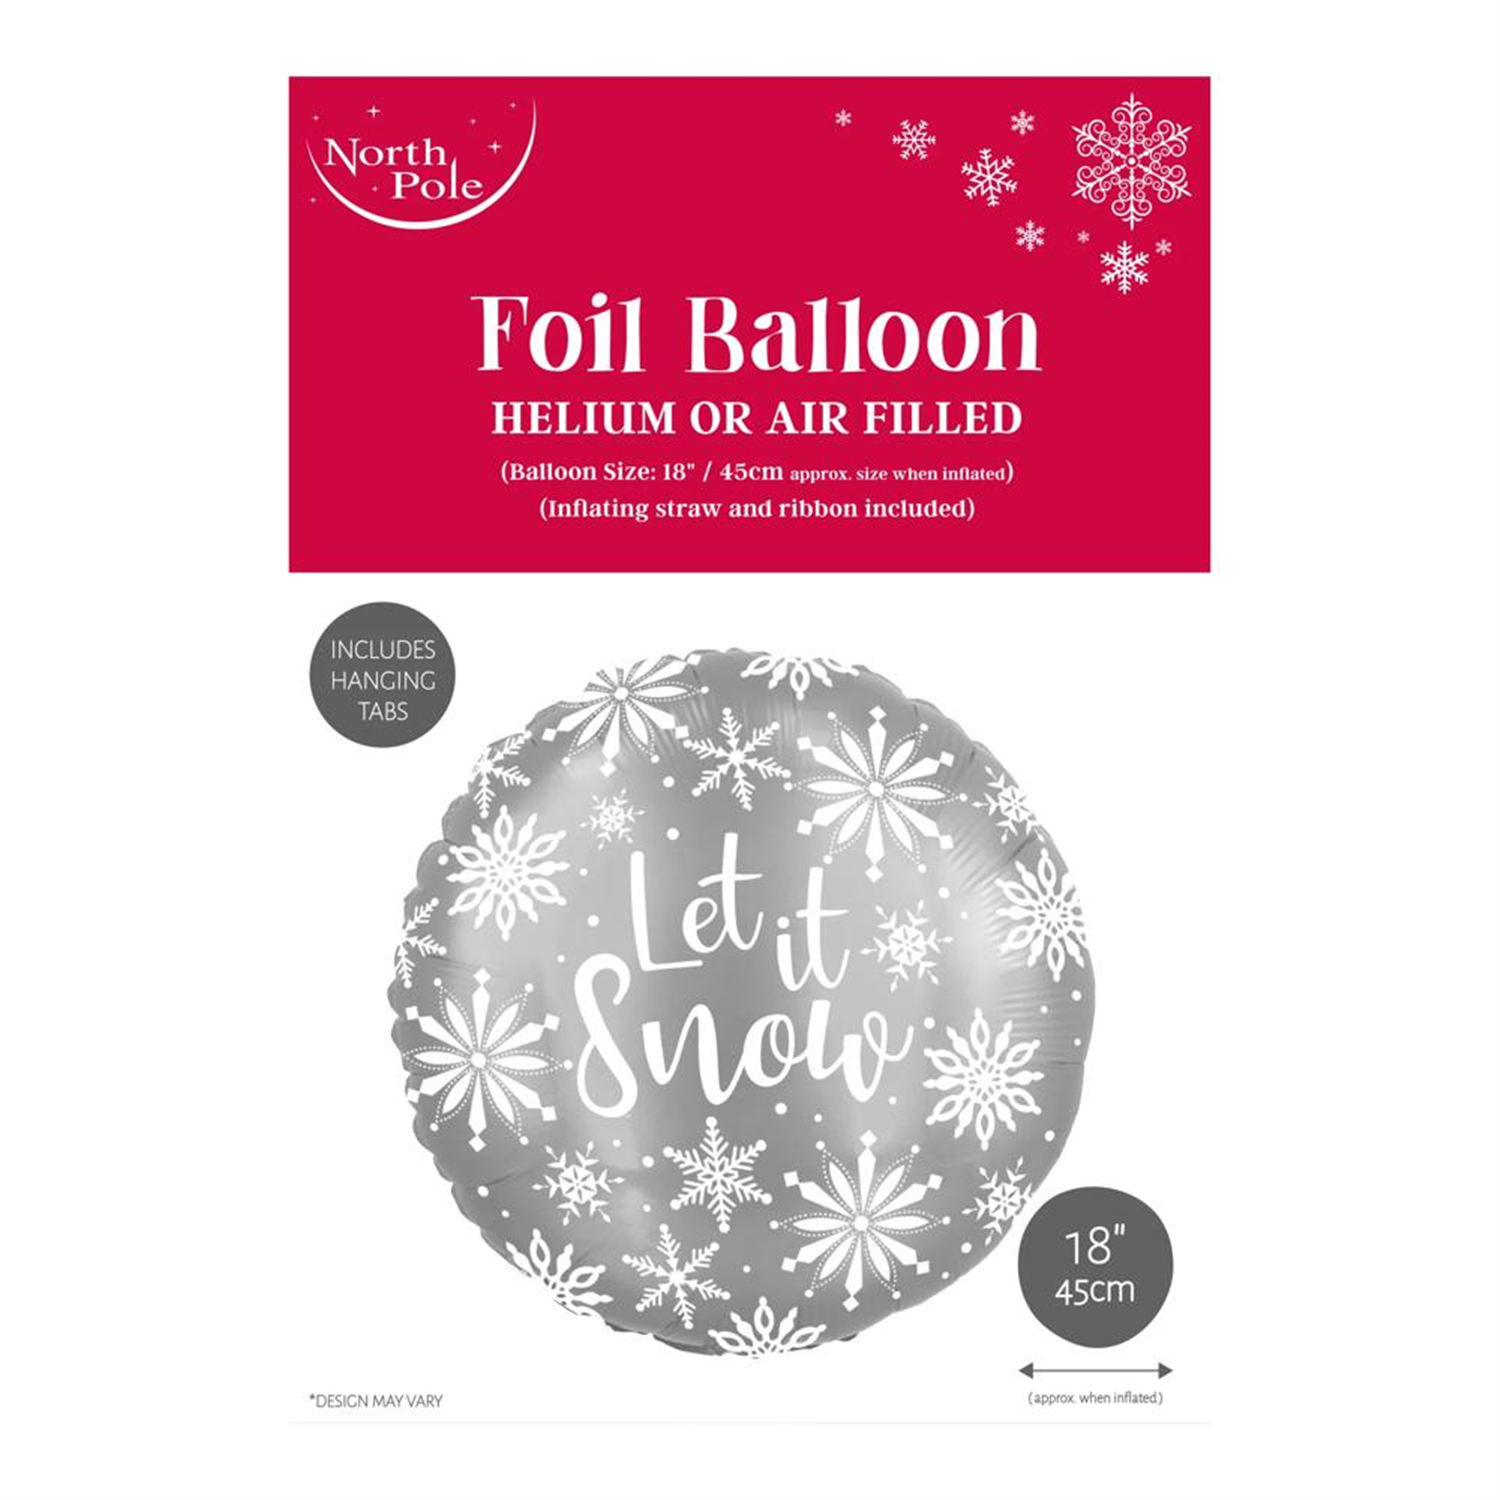 North
Pole
Foil Balloon
HELIUM OR AIR FILLED
(Balloon Size: 18" / 45cm approx. size when inflated)
(Inflating straw and ribbon included)
INCLUDES
HANGING
TABS
Let it
Snow
18"
45cm
(approx. when inflated)
*DESIGN MAY VARY